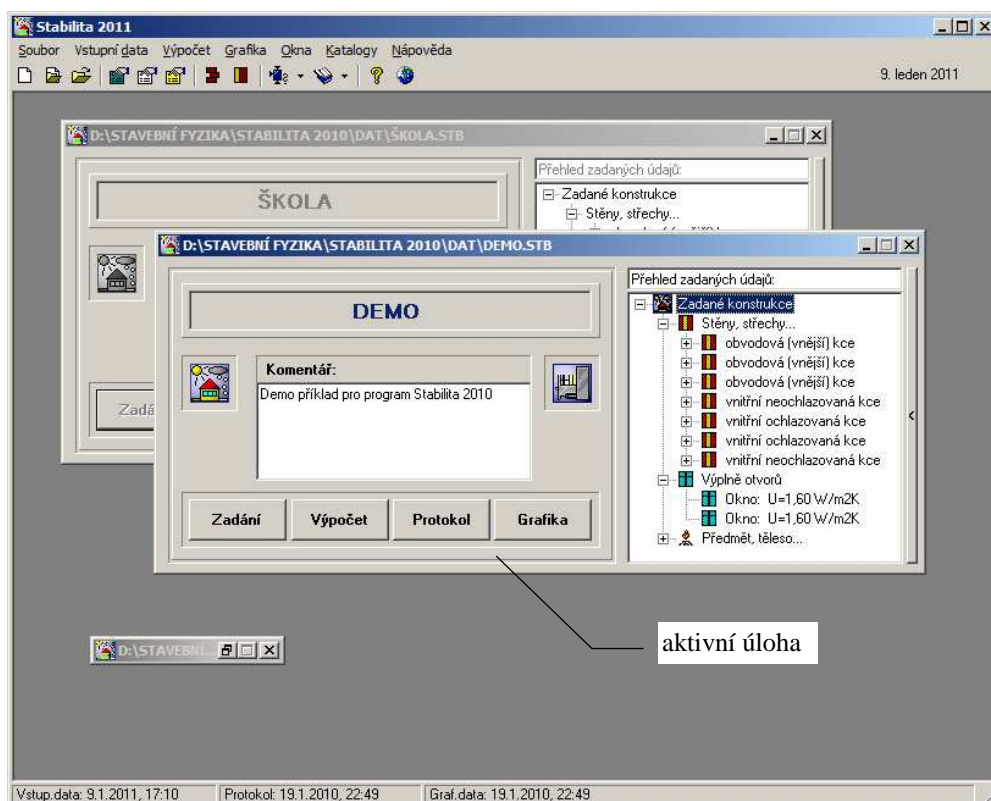 Stabilita 2011
Soubor Vstupní data Výpočet Grafika Okna Katalogy Nápověda
9. leden 2011
D:\STAVEBNÍ FYZIKA\STABILITA 2010\DAT\ŠKOLA.STB
ŠKOLA
Přehled zadaných údajů:
Zadané konstrukce
Stěny, střechy...
D:\STAVEBNÍ FYZIKA\STABILITA 2010\DAT\DEMO.STB
DEMO
Komentář:
Demo příklad pro program Stabilita 2010
Zadání Výpočet Protokol Grafika
Přehled zadaných údajů:
Zadané konstrukce
Stěny, střechy...
obvodová (vnější) kce
obvodová (vnější) kce
obvodová (vnější) kce
vnitřní neochlazovaná kce
vnitřní ochlazovaná kce
vnitřní ochlazovaná kce
vnitřní neochlazovaná kce
Výplně otvorů
Okno: U=1,60 W/m2K
Okno: U=1,60 W/m2K
Předmět, těleso...
Zadá
aktivní úloha
D:\STAVEBNÍ...
Vstup.data: 9.1.2011, 17:10 Protokol: 19.1.2010, 22:49 Graf.data: 19.1.2010, 22:49